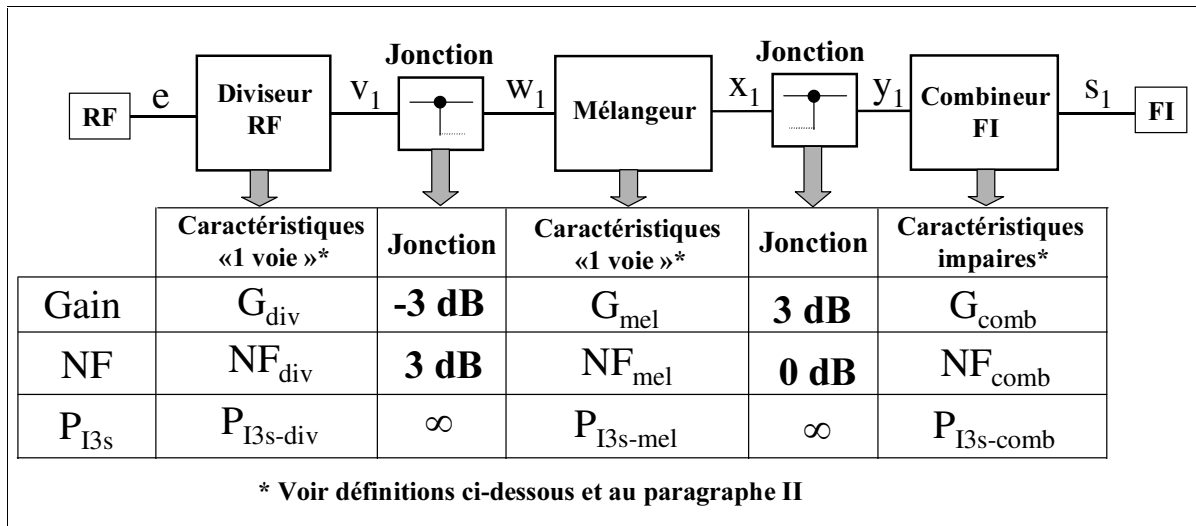 Jonction
Jonction
RF
e
Diviseur
RF
v1
w1
Mélangeur
x1
y1
Combineur
FI
s1
FI
Caractéristiques
«1 voie »*
Jonction
Caractéristiques
«1 voie »*
Jonction
Caractéristiques
impaires*
Gain
Gdiv
-3 dB
Gmel
3 dB
Gcomb
NF
NFdiv
3 dB
NFmel
0 dB
NFcomb
PI3s
PI3s-div
∞
PI3s-mel
∞
PI3s-comb
* Voir définitions ci-dessous et au paragraphe II